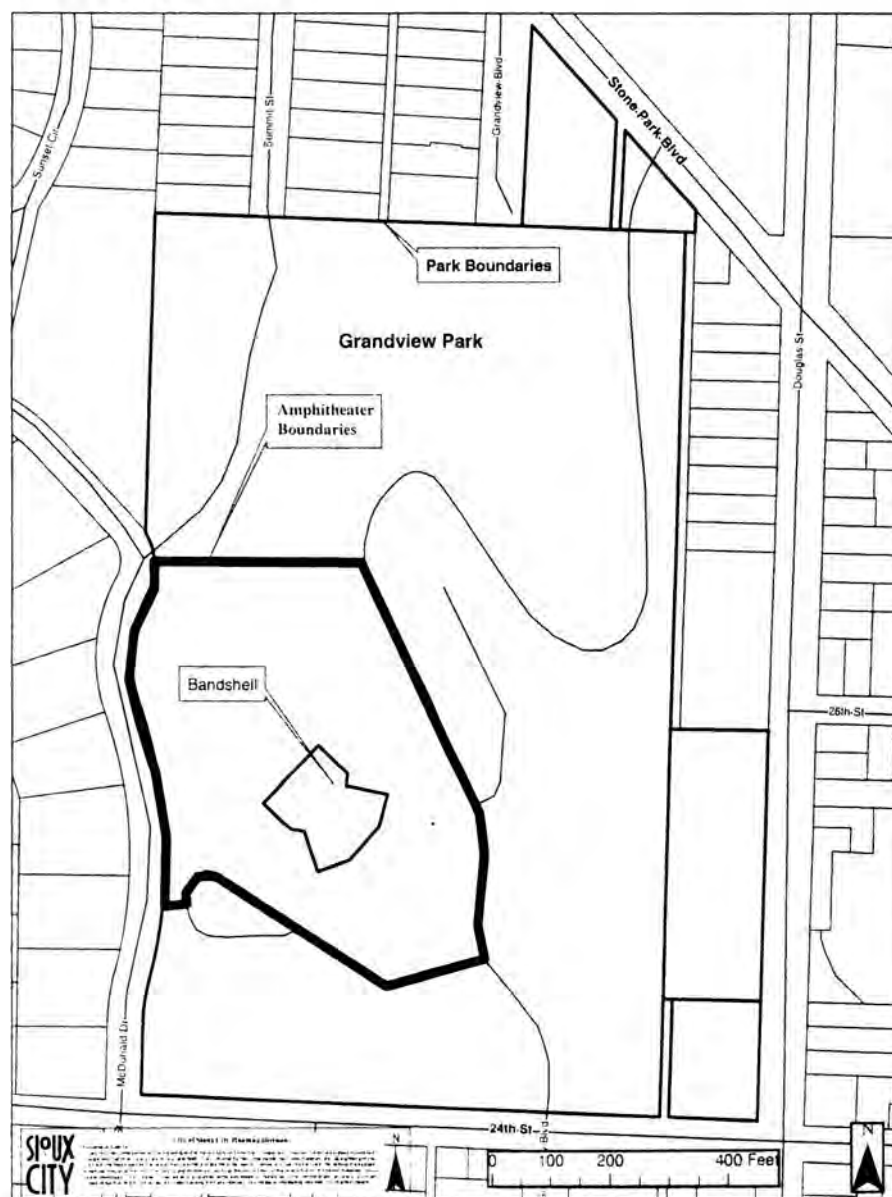 Sunset Cir
Summit St
Grandview Blvd
Stone Park Blvd
Park Boundaries
Grandview Park
Douglas St
Amphitheater
Boundaries
Bandshell
26th St
McDonald Dr
24th St
Blvd
SIOUX
CITY
N
0 100 200 400 Feet
N